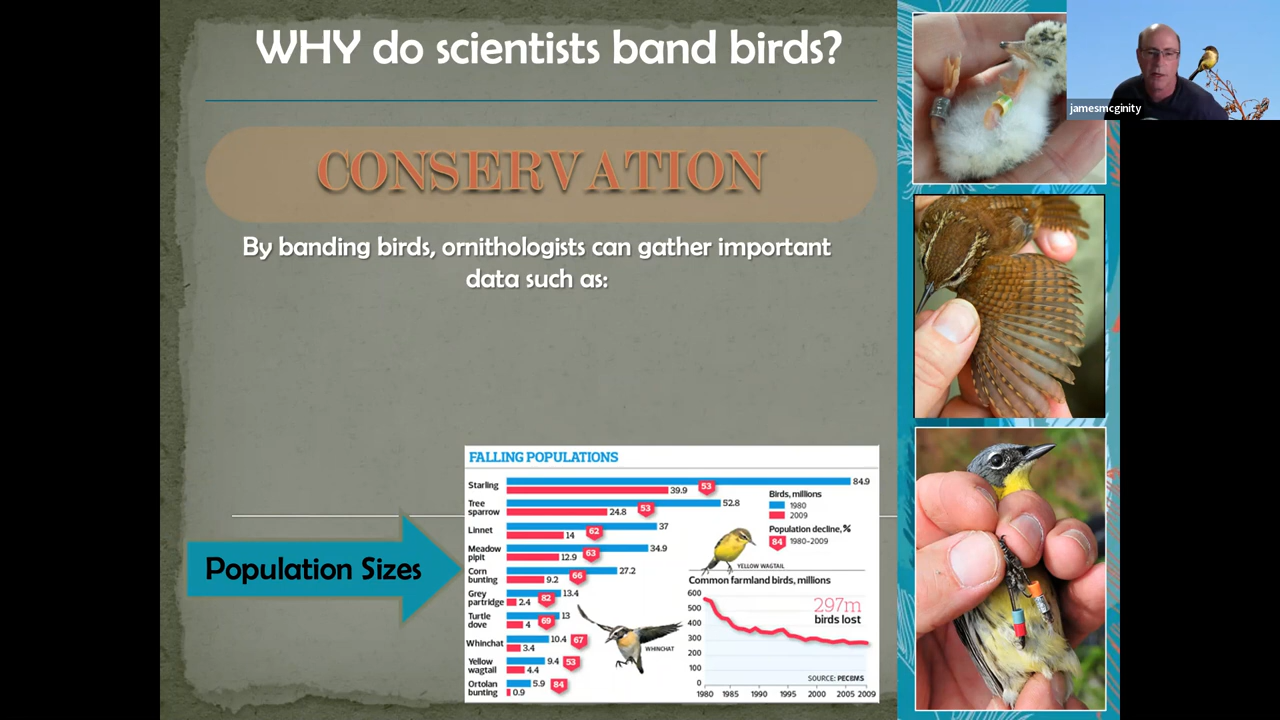 WHY do scientists band birds?
jamesmcginity
CONSERVATION
By banding birds, ornithologists can gather important
data such as:
Population Sizes
FALLING POPULATIONS
Starling
84.9
39.9
53
Tree
sparrow
52.8
24.8
53
Linnet
37
14
62
Meadow
pipit
34.9
12.9
63
Corn
bunting
27.2
9.2
66
Grey
partridge
13.4
2.4
82
Turtle
dove
13
4
69
Whinchat
10.4
3.4
67
Yellow
wagtail
9.4
4.4
53
Ortolan
bunting
5.9
0.9
84
Birds, millions
1980
2009
Population decline, %
84 1980-2009
YELLOW WAGTAIL
WHINCHAT
Common farmland birds, millions
600
500
400
300
200
100
0
297m
birds lost
SOURCE: PECBMS
1980 1985 1990 1995 2000 2005 2009